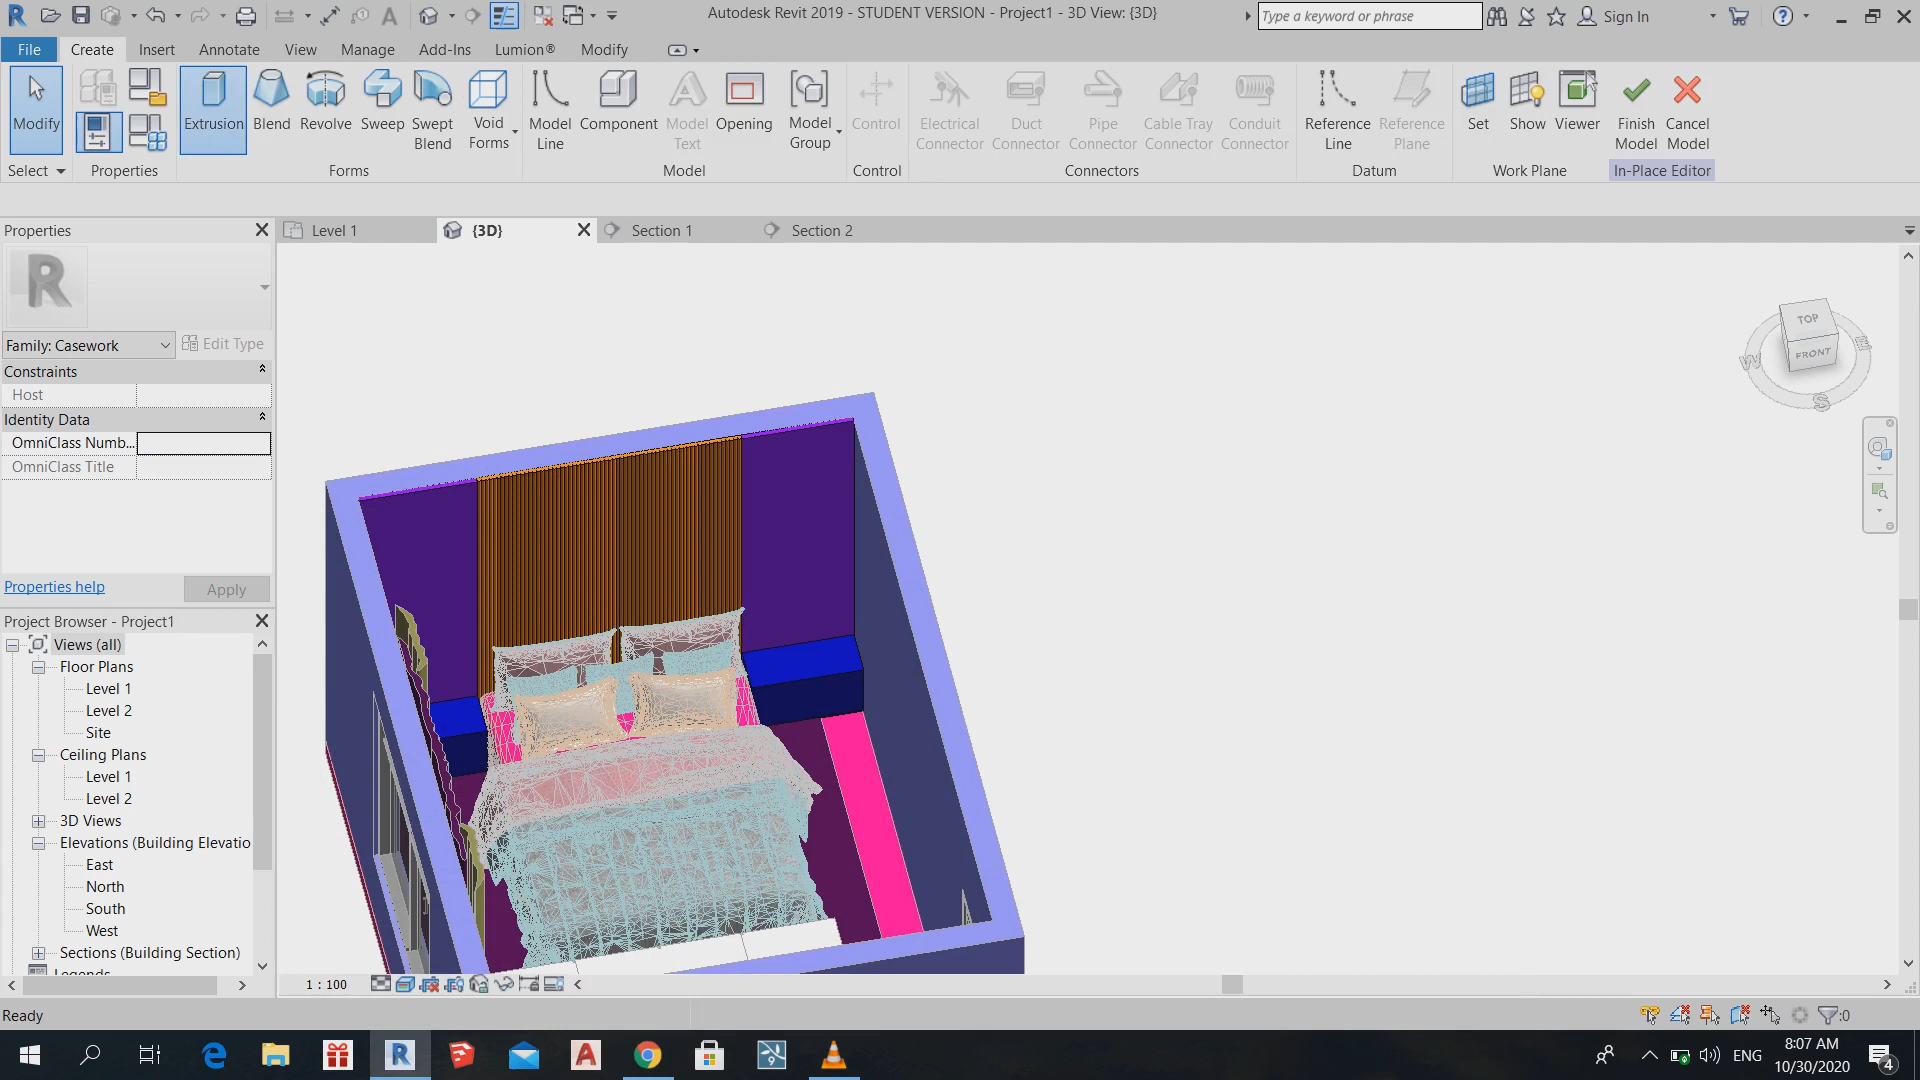 Autodesk Revit 2019 - STUDENT VERSION - Project1 - 3D View: {3D}
Type a keyword or phrase
Sign In
File Create Insert Annotate View Manage Add-Ins Lumion® Modify
Modify Extrusion Blend Revolve Sweep Swept Blend Void Forms Model Line Component Model Text Opening Model Group Control Electrical Connector Duct Connector Pipe Connector Cable Tray Connector Conduit Connector Reference Line Reference Plane Set Show Viewer Finish Model Cancel Model
Select Properties Forms Model Control Connectors Datum Work Plane In-Place Editor
Properties
Level 1 {3D} Section 1 Section 2
R
Family: Casework Edit Type
Constraints
Host
Identity Data
OmniClass Numb...
OmniClass Title
Properties help Apply
Project Browser - Project1
Views (all)
Floor Plans
Level 1
Level 2
Site
Ceiling Plans
Level 1
Level 2
3D Views
Elevations (Building Elevatio
East
North
South
West
Sections (Building Section)
Legends
TOP
FRONT
W
E
S
1 : 100
Ready
:0
ENG
8:07 AM
10/30/2020
4